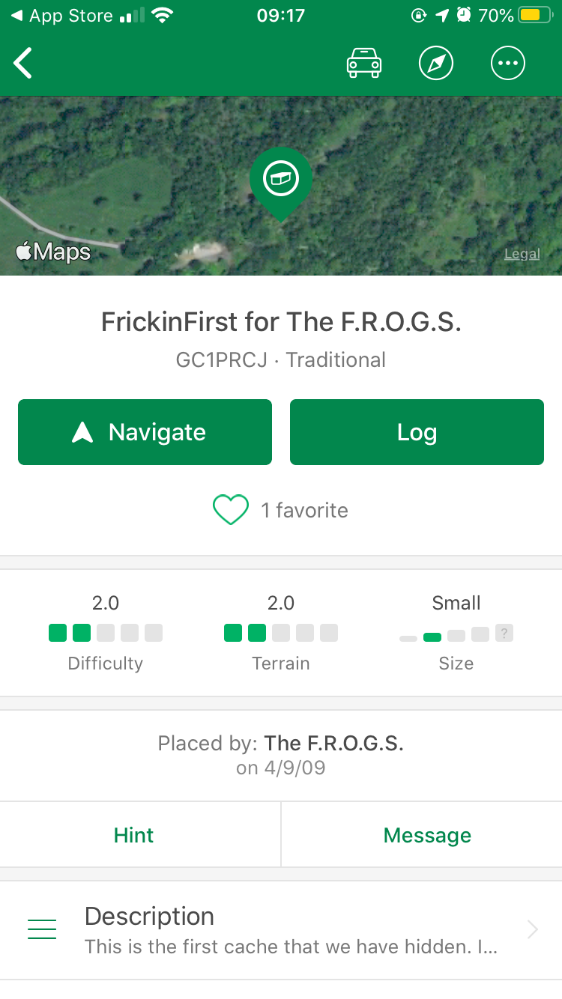 App Store 09:17 70%
Maps
Legal
FrickinFirst for The F.R.O.G.S.
GC1PRCJ · Traditional
Navigate Log
1 favorite
2.0 2.0 Small
?
Difficulty Terrain Size
Placed by: The F.R.O.G.S.
on 4/9/09
Hint Message
Description
This is the first cache that we have hidden. I...